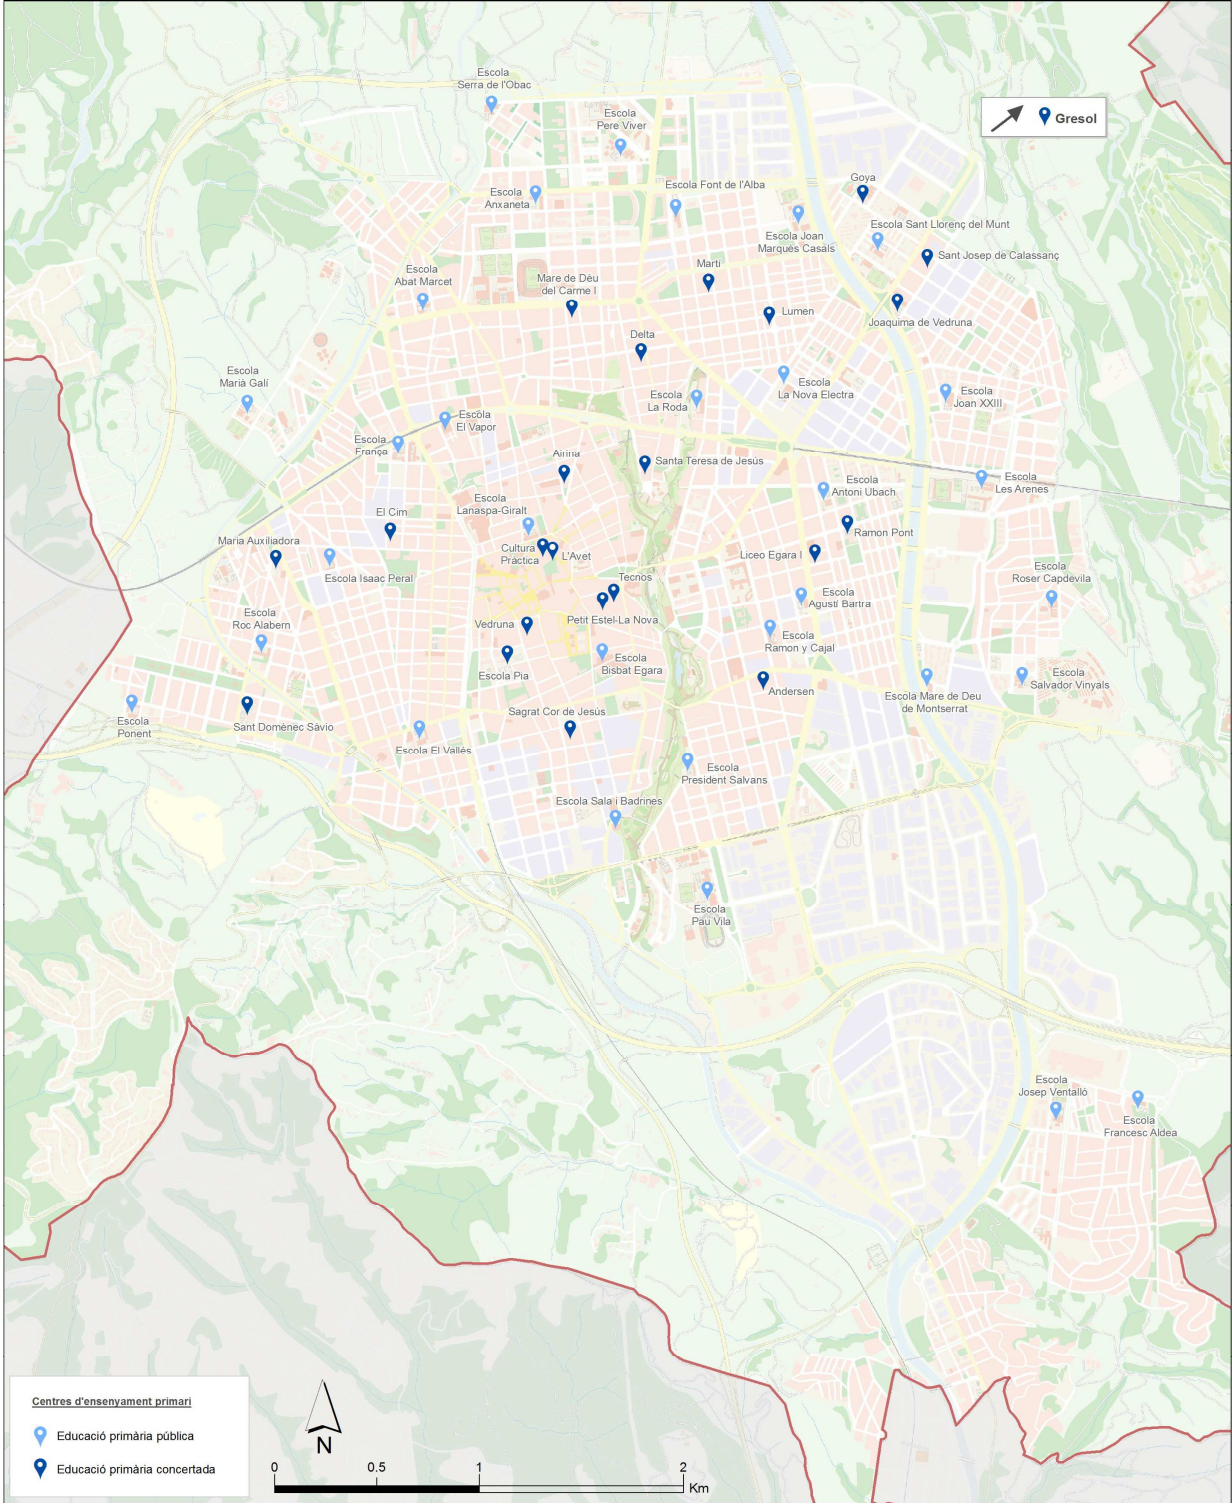 Escola
Serra de l'Obac
Escola
Pere Viver
Gresol
Goya
Escola
Anxaneta
Escola Font de l'Alba
Escola Sant Llorenç del Munt
Escola Joan
Marquès Casals
Sant Josep de Calassanç
Martí
Escola
Abat Marcet
Mare de Déu
del Carme I
Lumen
Joaquima de Vedruna
Delta
Escola
Marià Galí
Escola
La Nova Electra
Escola
La Roda
Escola
Joan XXIII
Escola
El Vapor
Escola
França
Airina
Santa Teresa de Jesús
Escola
Antoni Ubach
Escola
Les Arenes
Escola
Lanaspa-Giralt
El Cim
Ramon Pont
Maria Auxiliadora
Cultura
Pràctica
L'Avet
Liceo Egara I
Escola Isaac Peral
Tecnos
Escola
Roser Capdevila
Escola
Agustí Bartra
Escola
Roc Alabern
Vedruna
Petit Estel-La Nova
Escola
Ramon y Cajal
Escola
Bisbat Egara
Escola Pia
Escola
Salvador Vinyals
Andersen
Escola Mare de Deu
de Montserrat
Sagrat Cor de Jesús
Escola
Ponent
Sant Domènec Sàvio
Escola El Vallès
Escola
President Salvans
Escola Sala i Badrines
Escola
Pau Vila
Escola
Josep Ventalló
Escola
Francesc Aldea
Centres d'ensenyament primari
Educació primària pública
Educació primària concertada
N
0 0.5 1 2
Km